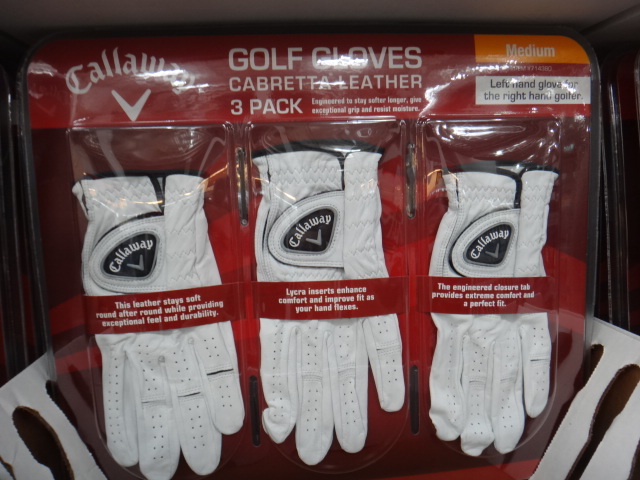 Callaway
GOLF GLOVES
CABRETTA LEATHER
3 PACK
Engineered to stay softer longer, give
exceptional grip and resist moisture.
Medium
Left hand glove for
the right hand golfer.
Callaway
This leather stays soft
round after round while providing
exceptional feel and durability.
Callaway
Lycra inserts enhance
comfort and improve fit as
your hand flexes.
Callaway
The engineered closure tab
provides extreme comfort and
a perfect fit.